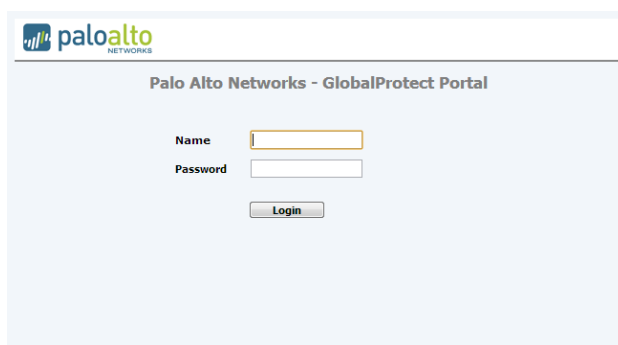 paloalto
NETWORKS
Palo Alto Networks - GlobalProtect Portal
Name
Password
Login